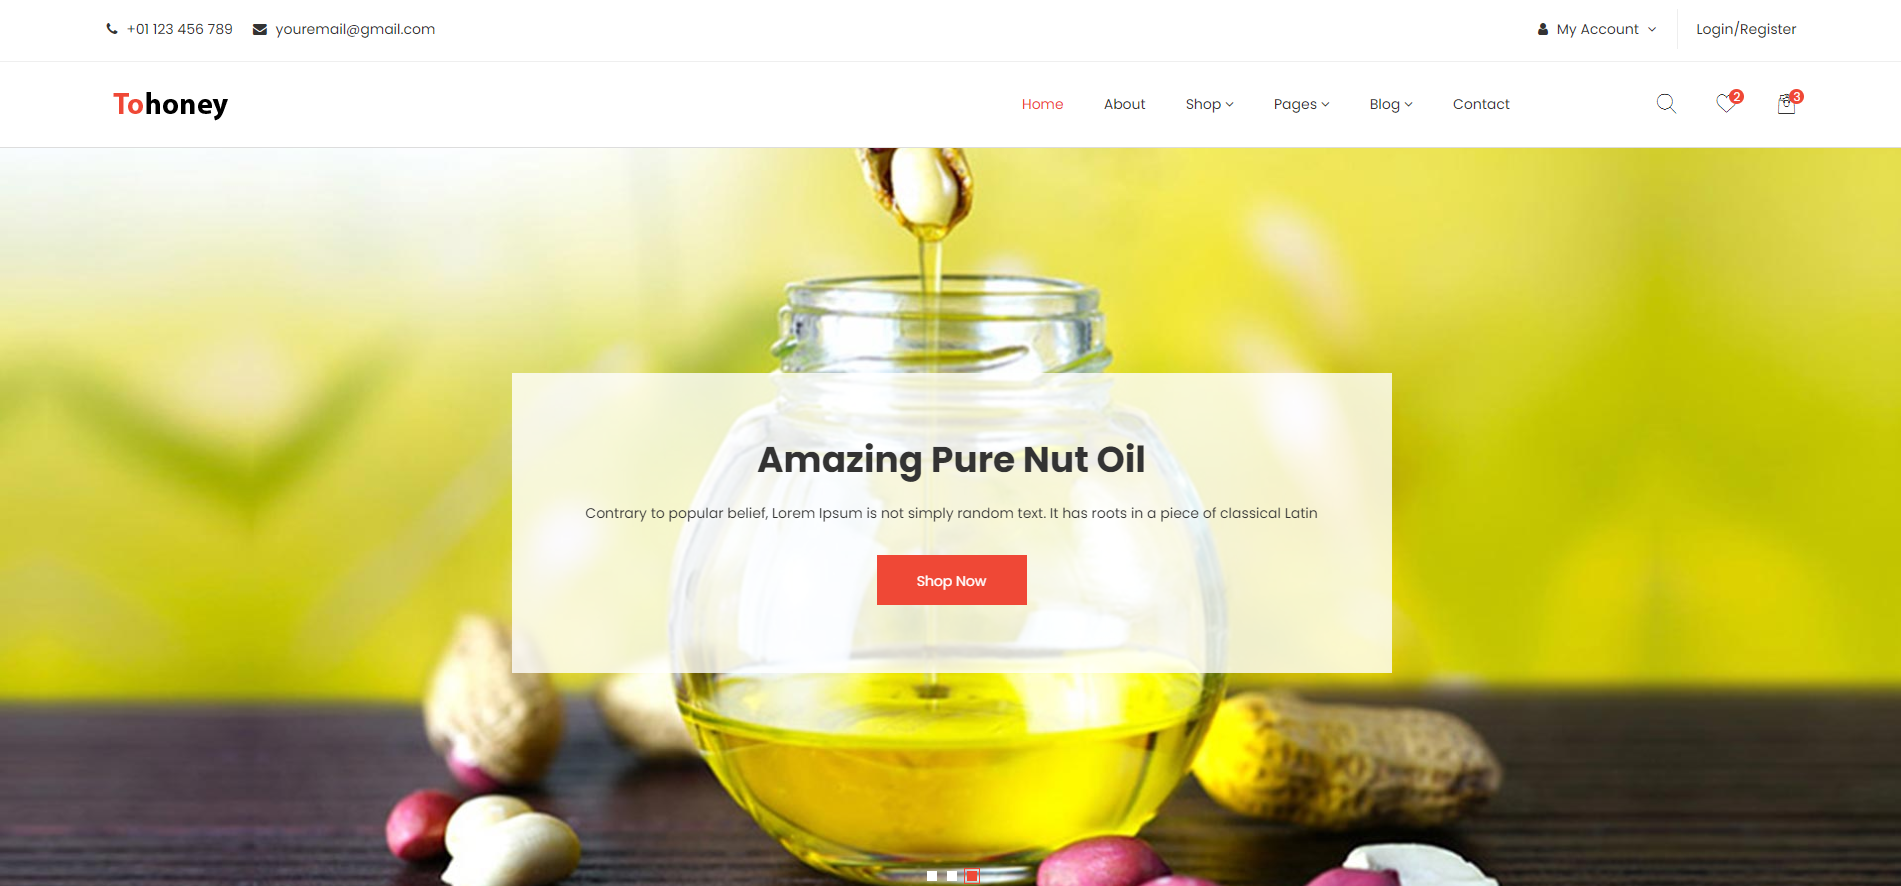 +01 123 456 789 youremail@gmail.com My Account Login/Register
Tohoney Home About Shop Pages Blog Contact 2 3
Amazing Pure Nut Oil
Contrary to popular belief, Lorem Ipsum is not simply random text. It has roots in a piece of classical Latin
Shop Now